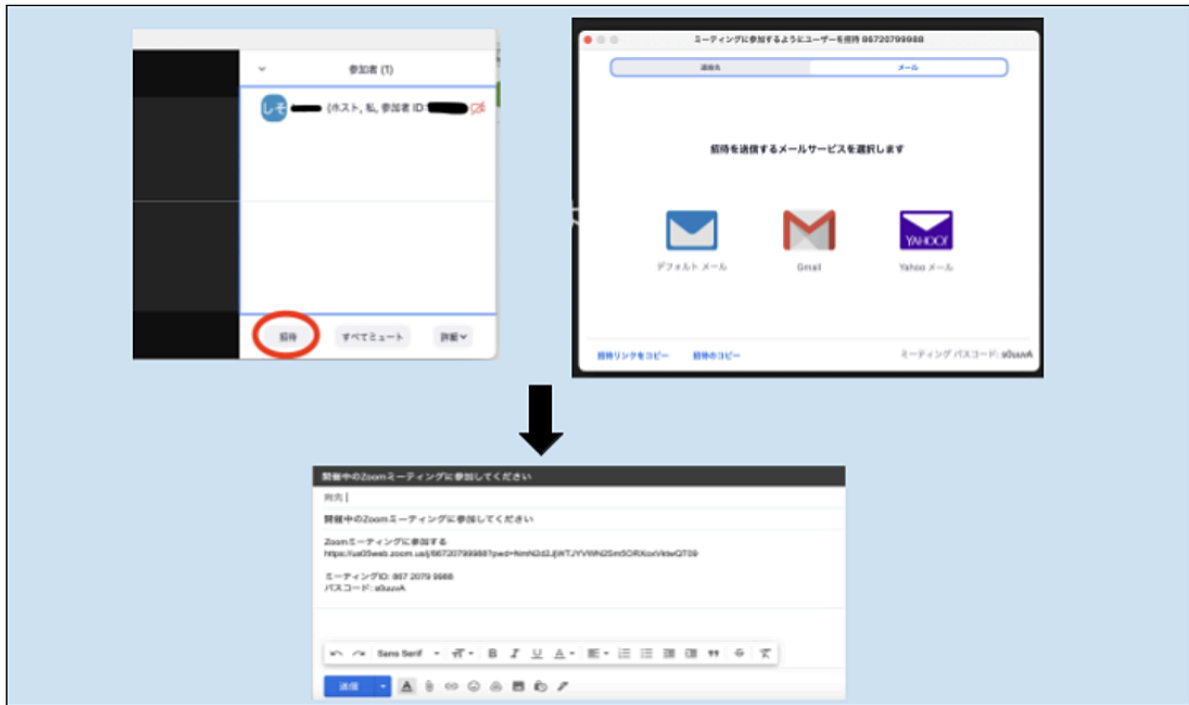 参加者 (1)
しそ
(ホスト, 私, 参加者 ID:
招待
すべてミュート
詳細
ミーティングに参加するようにユーザーを招待 86720799988
連絡先
メール
招待を送信するメールサービスを選択します
YAHOO!
デフォルト メール
Gmail
Yahoo メール
招待リンクをコピー
招待のコピー
ミーティング パスコード: s0uuvA
開催中のZoomミーティングに参加してください
宛先
開催中のZoomミーティングに参加してください
Zoomミーティングに参加する
ミーティングID: 867 2079 9988
パスコード: s0uuvA
Sans Serif
送信